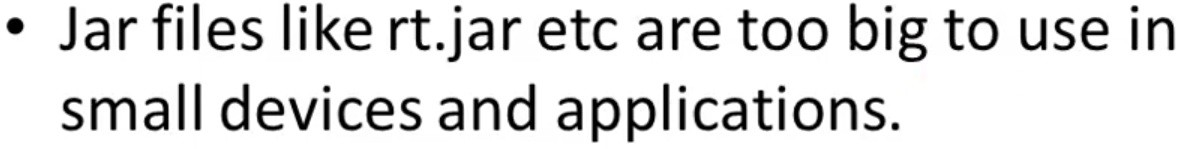 • Jar files like rt.jar etc are too big to use in
small devices and applications.